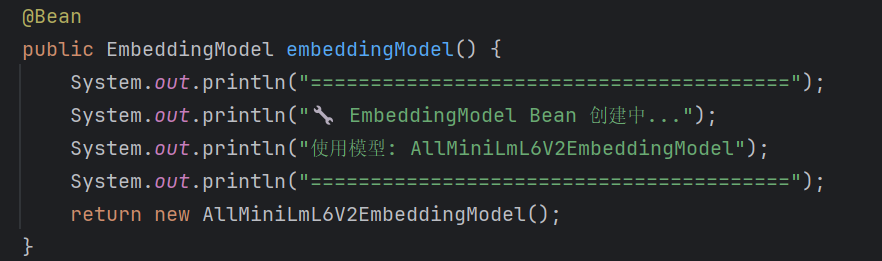 @Bean
public EmbeddingModel embeddingModel() {
    System.out.println("========================================");
    System.out.println("🔧 EmbeddingModel Bean 创建中...");
    System.out.println("使用模型: AllMiniLmL6V2EmbeddingModel");
    System.out.println("========================================");
    return new AllMiniLmL6V2EmbeddingModel();
}